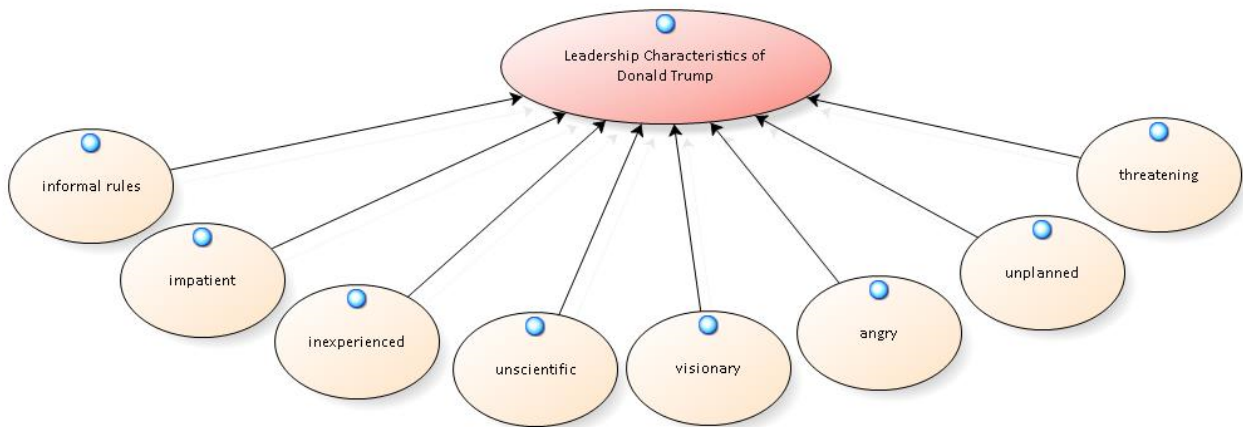 Leadership Characteristics of
Donald Trump
informal rules
impatient
inexperienced
unscientific
visionary
angry
unplanned
threatening